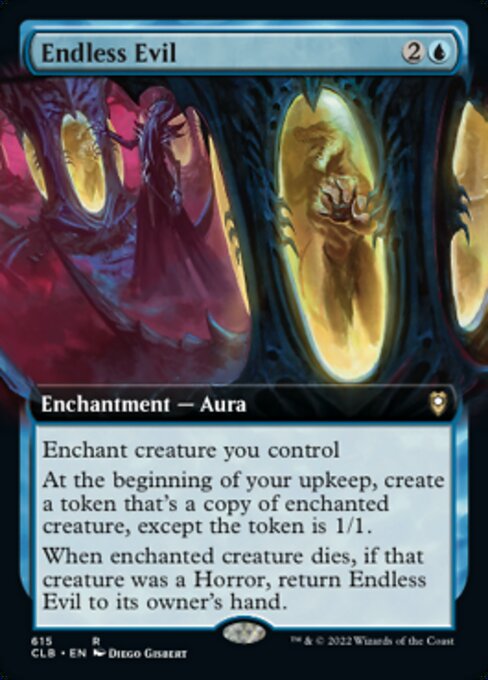 Endless Evil 2
Enchantment — Aura
Enchant creature you control
At the beginning of your upkeep, create
a token that's a copy of enchanted
creature, except the token is 1/1.
When enchanted creature dies, if that
creature was a Horror, return Endless
Evil to its owner's hand.
615 R ™ & © 2022 Wizards of the Coast
CLB • EN Diego Gisbert